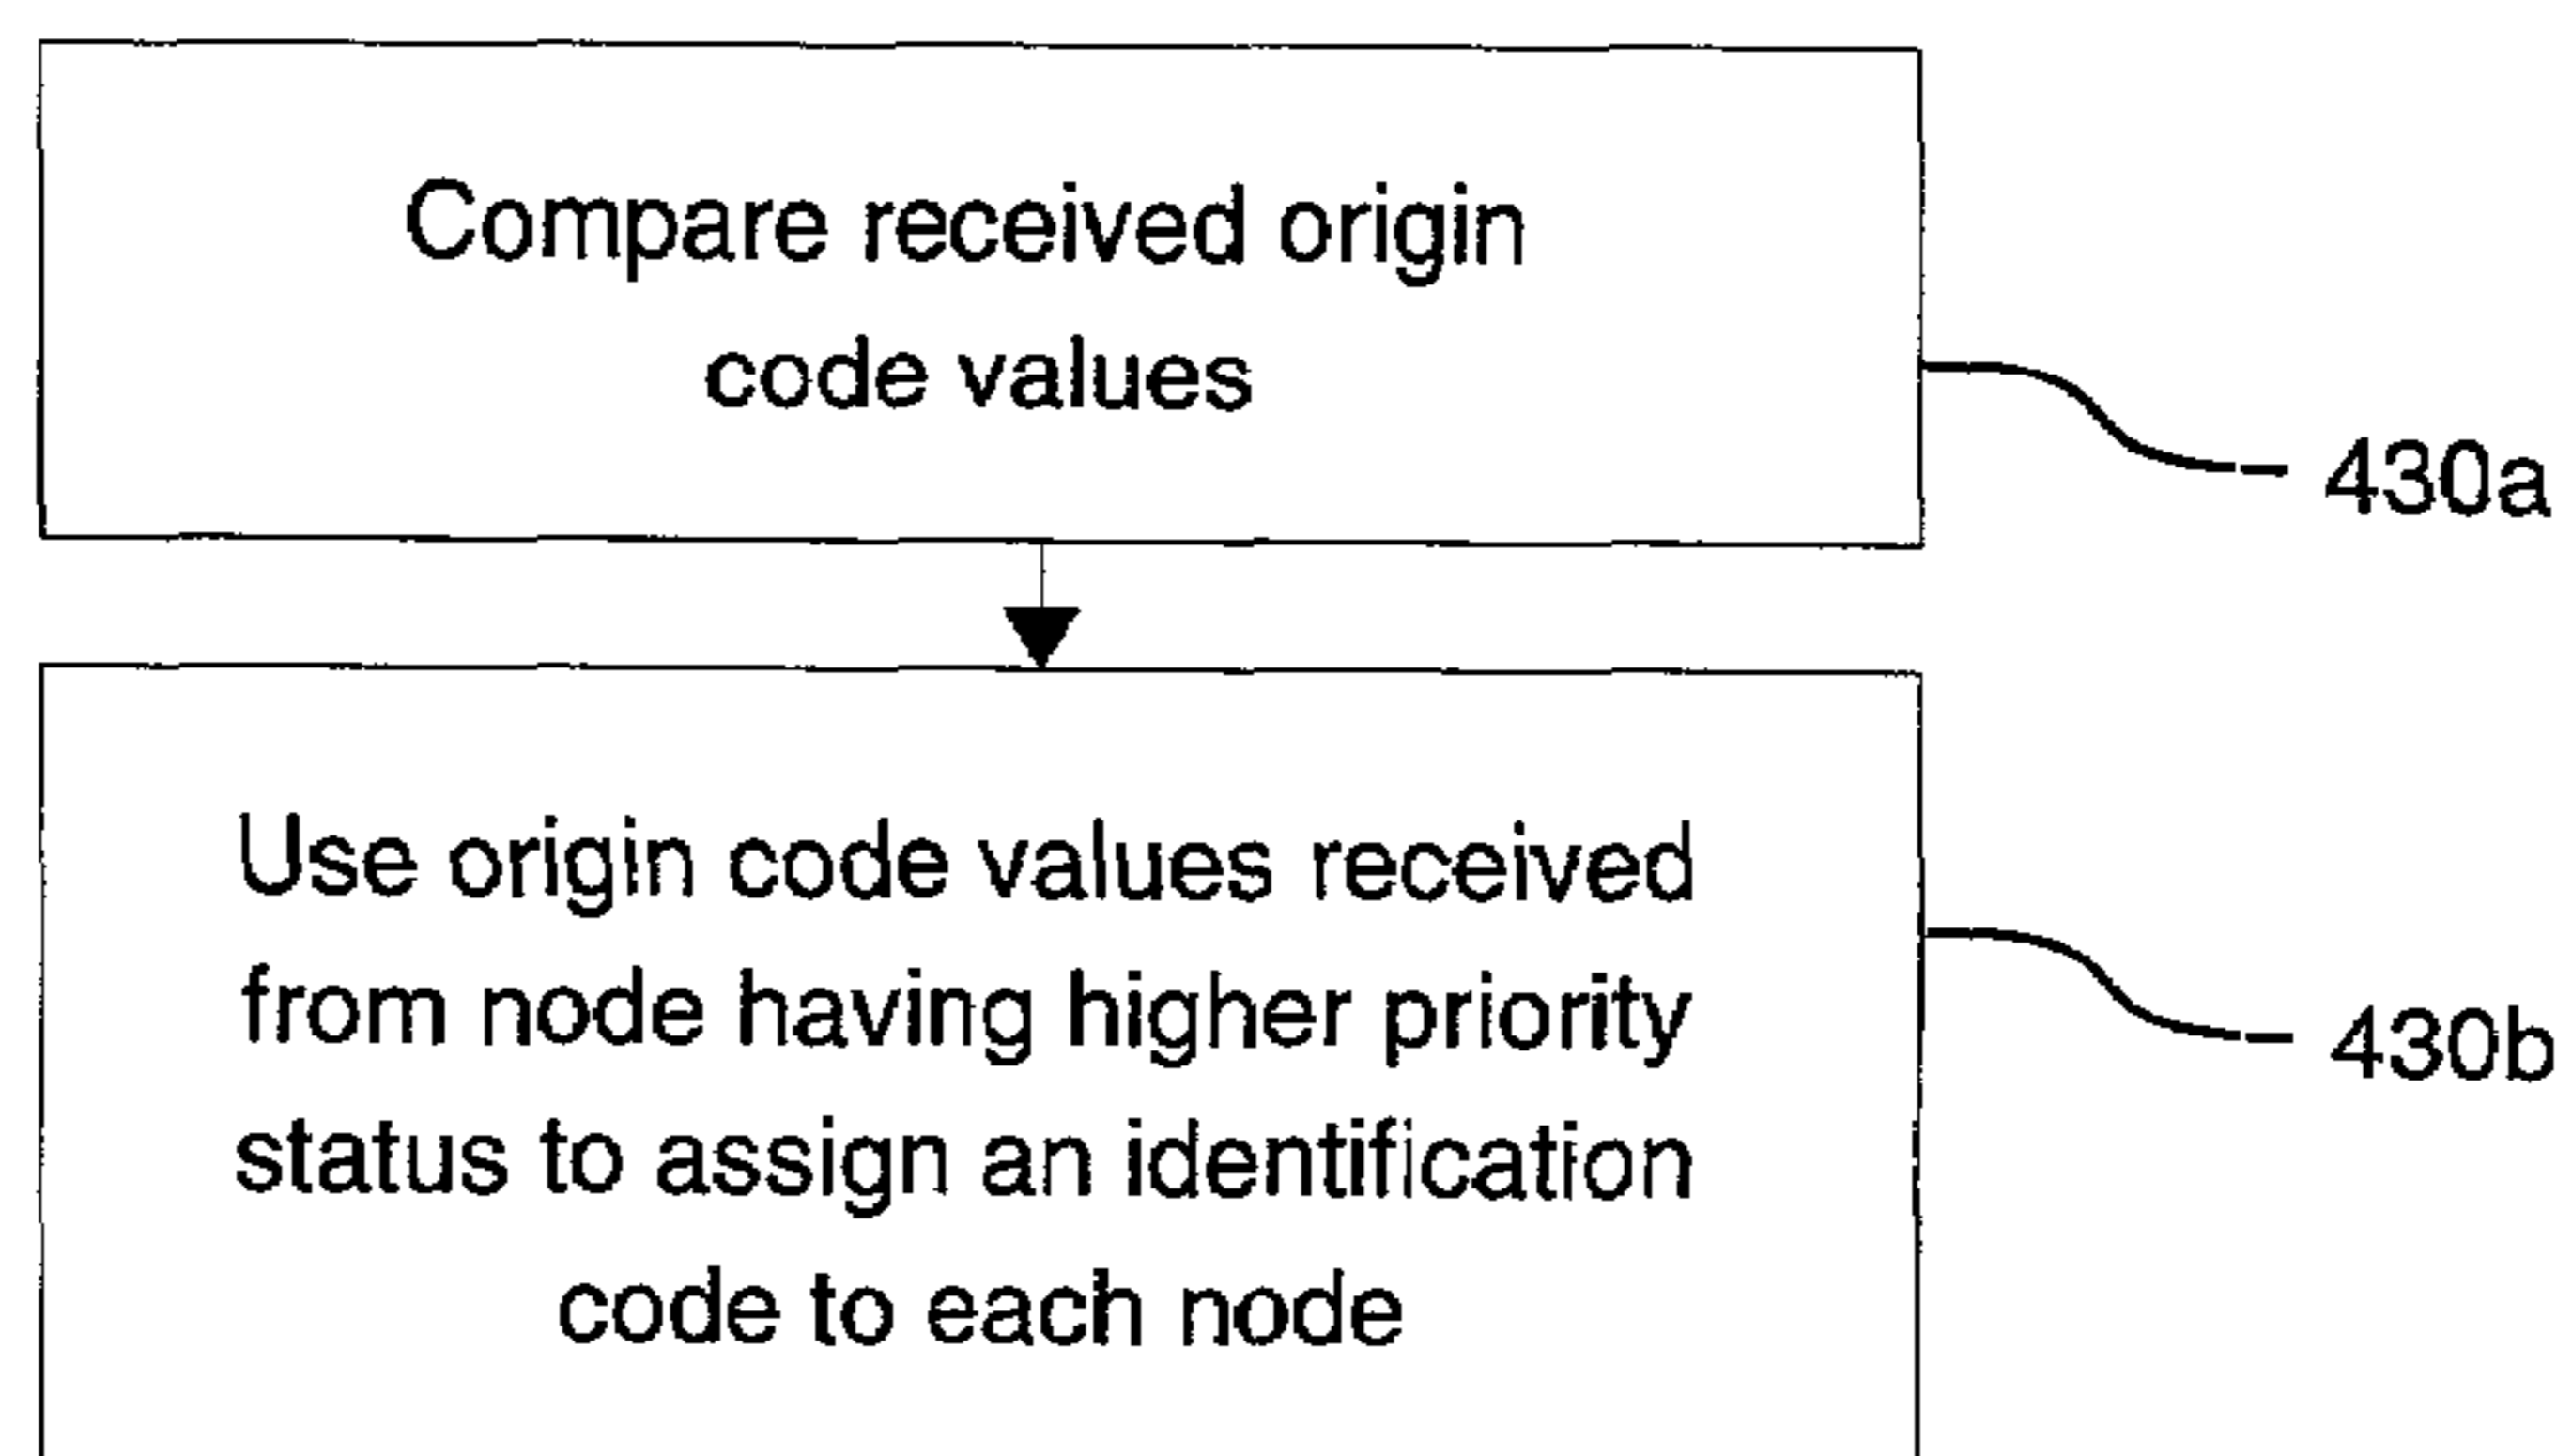 Compare received origin
code values
430a
Use origin code values received
from node having higher priority
status to assign an identification
code to each node
430b